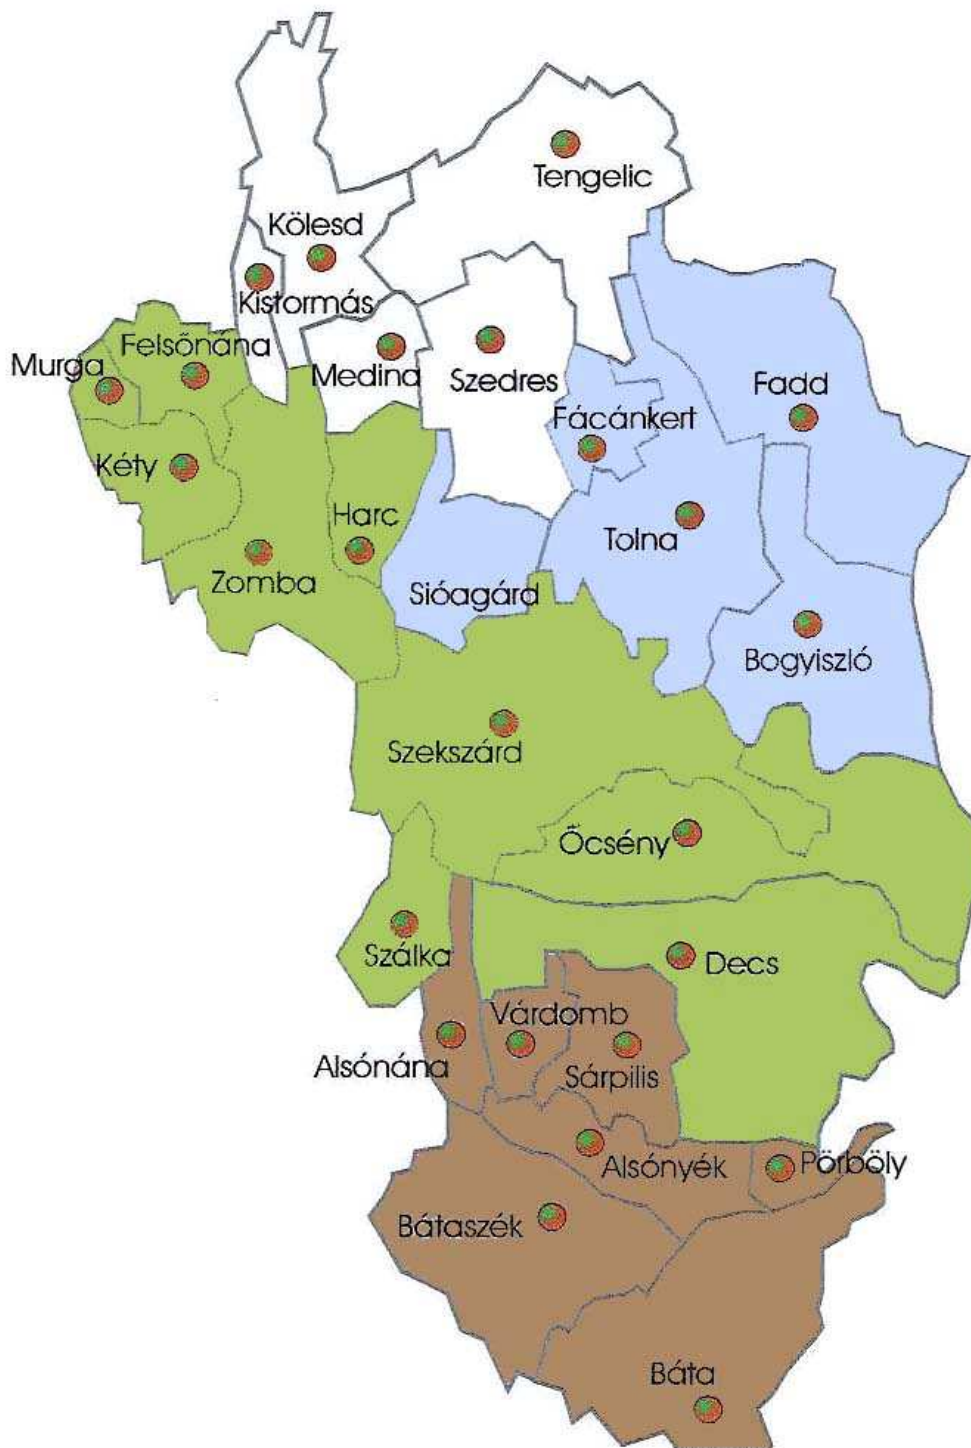 Tengelic
Kölesd
Kistormás
Felsőnána
Murga
Medina
Szedres
Fadd
Fácánkert
Kéty
Harc
Tolna
Zomba
Sióagárd
Bogyiszló
Szekszárd
Őcsény
Szálka
Decs
Várdomb
Alsónána
Sárpilis
Alsónyék
Pörböly
Bátaszék
Báta